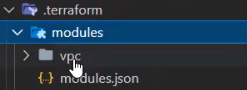 .terraform
modules
vpc
{..} modules.json